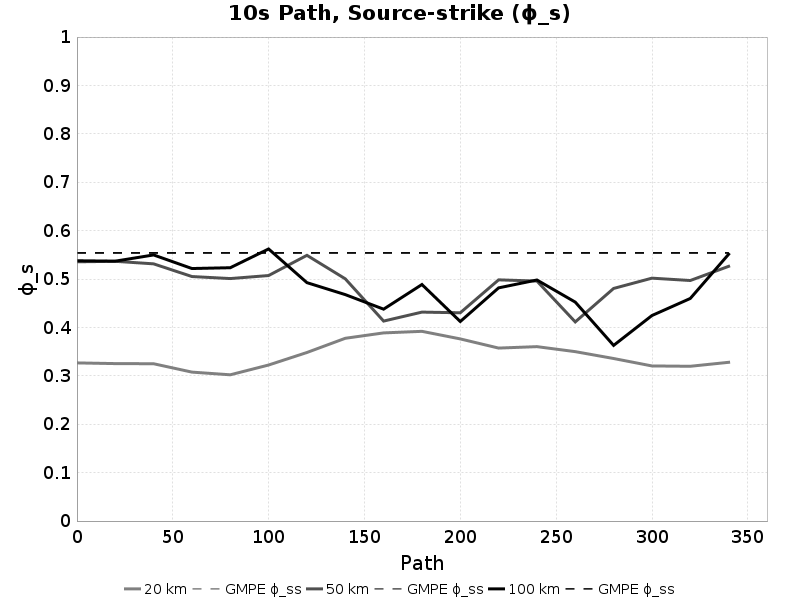 10s Path, Source-strike (ϕ_s)
1
0.9
0.8
0.7
0.6
0.5
0.4
0.3
0.2
0.1
0
ϕ_s
0 50 100 150 200 250 300 350
Path
20 km GMPE ϕ_ss 50 km GMPE ϕ_ss 100 km GMPE ϕ_ss